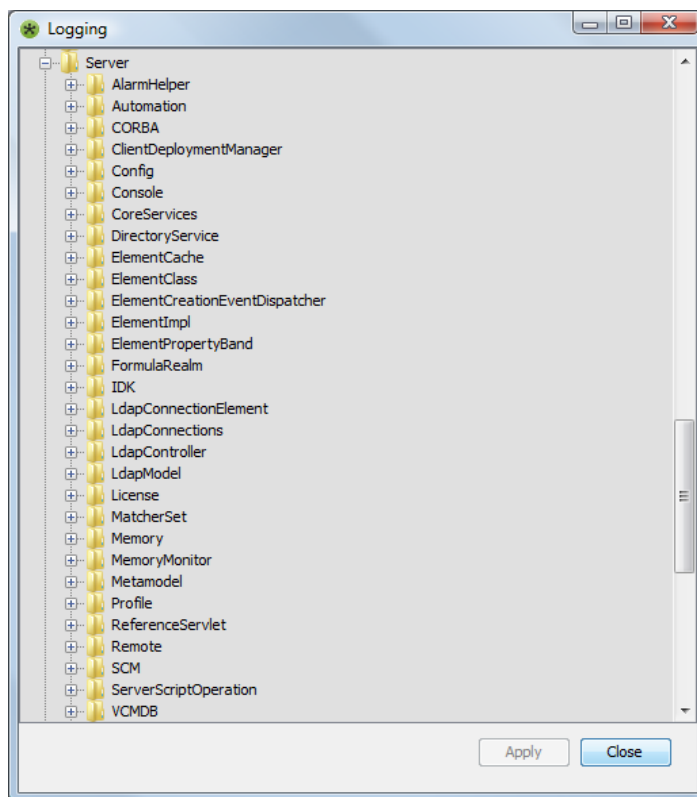 Logging
Server
AlarmHelper
Automation
CORBA
ClientDeploymentManager
Config
Console
CoreServices
DirectoryService
ElementCache
ElementClass
ElementCreationEventDispatcher
ElementImpl
ElementPropertyBand
FormulaRealm
IDK
LdapConnectionElement
LdapConnections
LdapController
LdapModel
License
MatcherSet
Memory
MemoryMonitor
Metamodel
Profile
ReferenceServlet
Remote
SCM
ServerScriptOperation
VCMDB
Apply Close